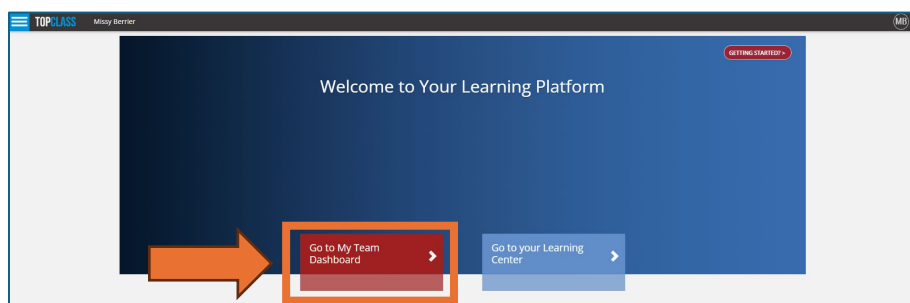 TOPCLASS Missy Berrier MB
GETTING STARTED? >
Welcome to Your Learning Platform
Go to My Team
Dashboard
Go to your Learning
Center